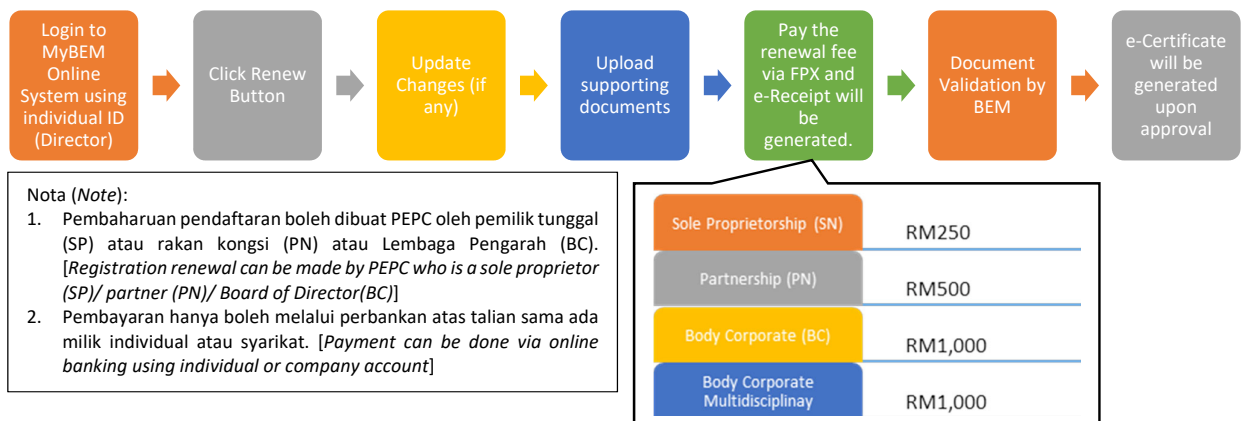 Login to
MyBEM
Online
System using
individual ID
(Director)
Click Renew
Button
Update
Changes (if
any)
Upload
supporting
documents
Pay the
renewal fee
via FPX and
e-Receipt will
be
generated.
Document
Validation by
BEM
e-Certificate
will be
generated
upon
approval
Nota (Note):
1. Pembaharuan pendaftaran boleh dibuat PEPC oleh pemilik tunggal
(SP) atau rakan kongsi (PN) atau Lembaga Pengarah (BC).
[Registration renewal can be made by PEPC who is a sole proprietor
(SP)/ partner (PN)/ Board of Director(BC)]
2. Pembayaran hanya boleh melalui perbankan atas talian sama ada
milik individual atau syarikat. [Payment can be done via online
banking using individual or company account]
Sole Proprietorship (SN) RM250
Partnership (PN) RM500
Body Corporate (BC) RM1,000
Body Corporate
Multidisciplinay RM1,000